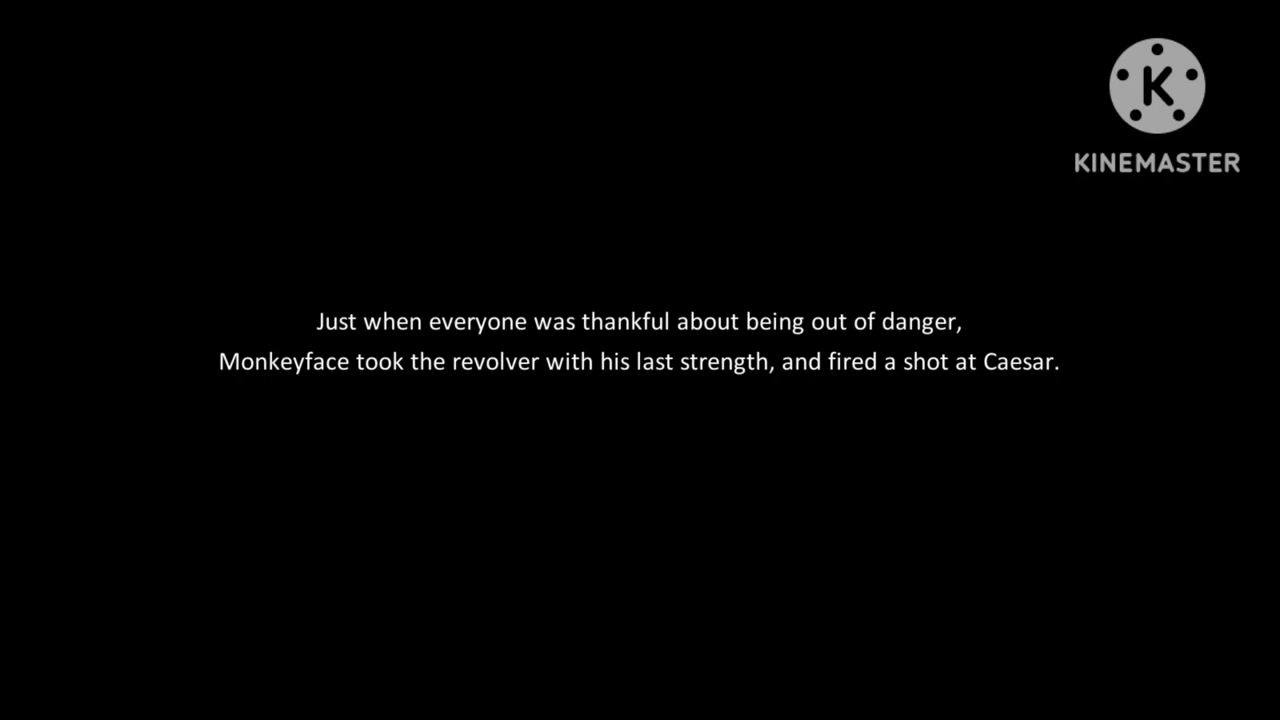 K
KINEMASTER
Just when everyone was thankful about being out of danger,
Monkeyface took the revolver with his last strength, and fired a shot at Caesar.